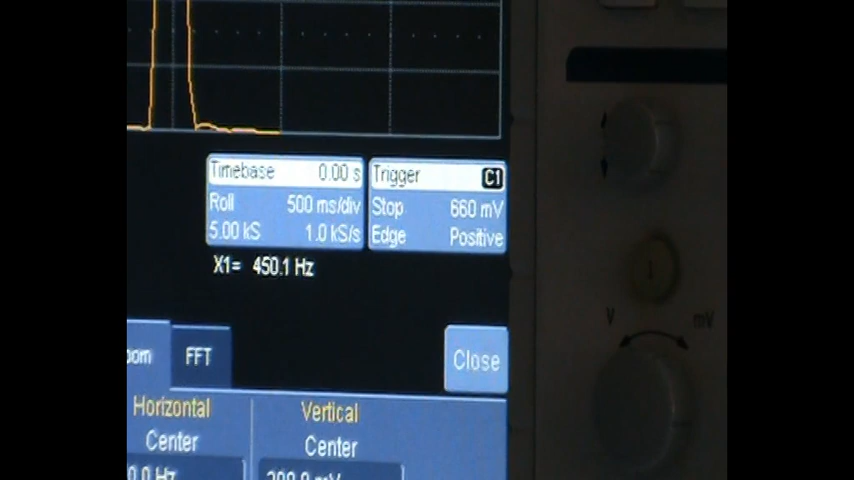 Timebase 0.00 s
Roll 500 ms/div
5.00 kS 1.0 kS/s
Trigger C1
Stop 660 mV
Edge Positive
X1= 450.1 Hz
FFT
Close
Horizontal
Center
Vertical
Center
1
V mV